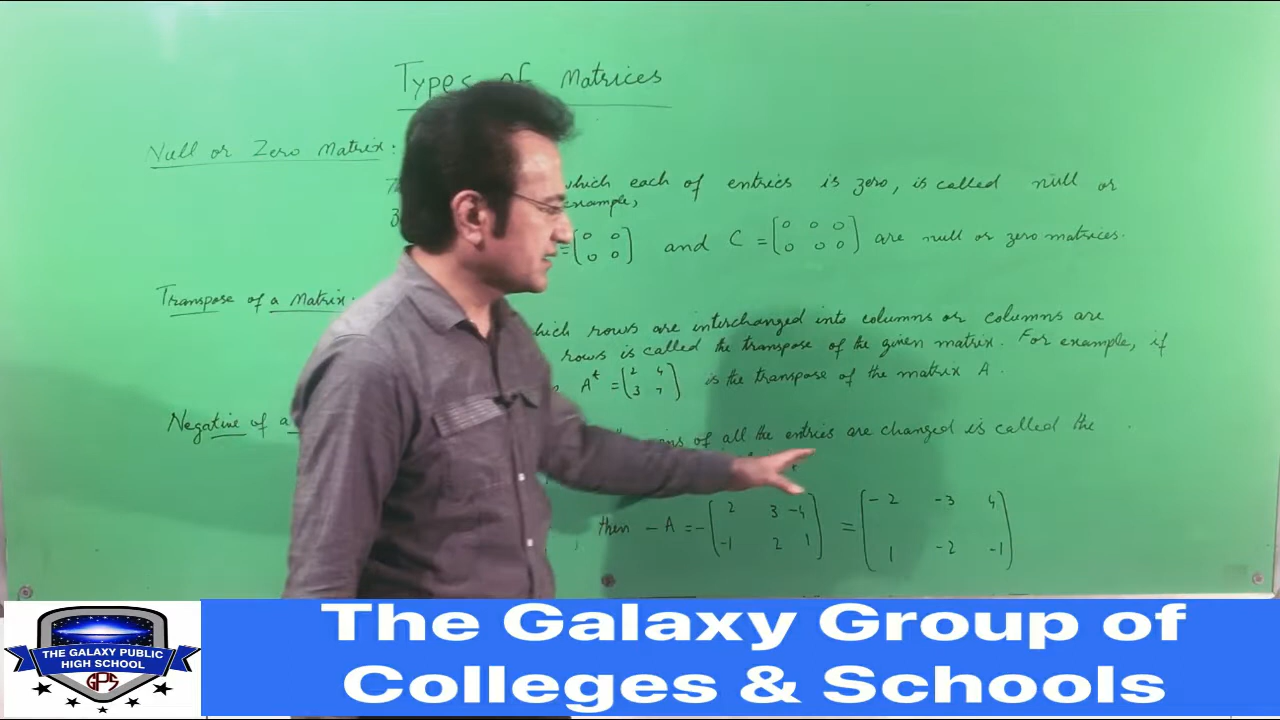 Types of Matrices
Null or Zero Matrix:
which each of entries is zero, is called null or
example,
= [0 0 0 0] and C = [0 0 0 0 0 0] are null or zero matrices.
Transpose of a Matrix.
which rows are interchanged into columns or columns are
rows is called the transpose of the given matrix. For example, if
A^t = [2 4 3 7] is the transpose of the matrix A.
Negative of a
of all the entries are changed is called the
then -A = -[2 3 -4 -1 2 1] = [-2 -3 4 1 -2 -1]
THE GALAXY PUBLIC
HIGH SCHOOL
GPS
The Galaxy Group of
Colleges & Schools